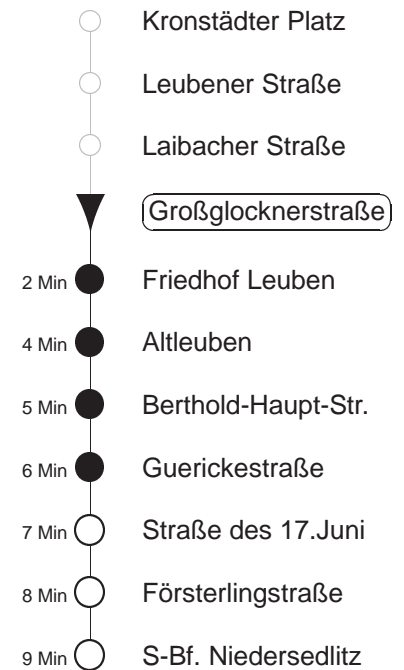 Kronstädter Platz
Leubener Straße
Laibacher Straße
Großglocknerstraße
2 Min Friedhof Leuben
4 Min Altleuben
5 Min Berthold-Haupt-Str.
6 Min Guerickestraße
7 Min Straße des 17.Juni
8 Min Försterlingstraße
9 Min S-Bf. Niedersedlitz